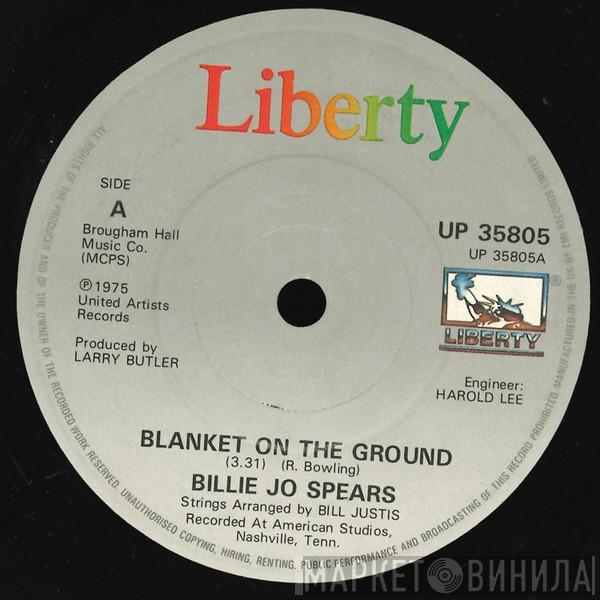 Liberty
SIDE
A
Brougham Hall
Music Co.
(MCPS)
℗1975
United Artists
Records
Produced by
LARRY BUTLER
UP 35805
UP 35805A
®
LIBERTY
Engineer:
HAROLD LEE
BLANKET ON THE GROUND
(3.31) (R. Bowling)
BILLIE JO SPEARS
Strings Arranged by BILL JUSTIS
Recorded At American Studios,
Nashville, Tenn.
ALL RIGHTS OF THE PRODUCER AND OF THE OWNER OF THE RECORDED WORK RESERVED. UNAUTHORISED COPYING, HIRING, RENTING, PUBLIC PERFORMANCE AND BROADCASTING OF THIS RECORD PROHIBITED. MANUFACTURED IN THE UK BY EMI RECORDS LIMITED
МАРКЕТ ВИНИЛА